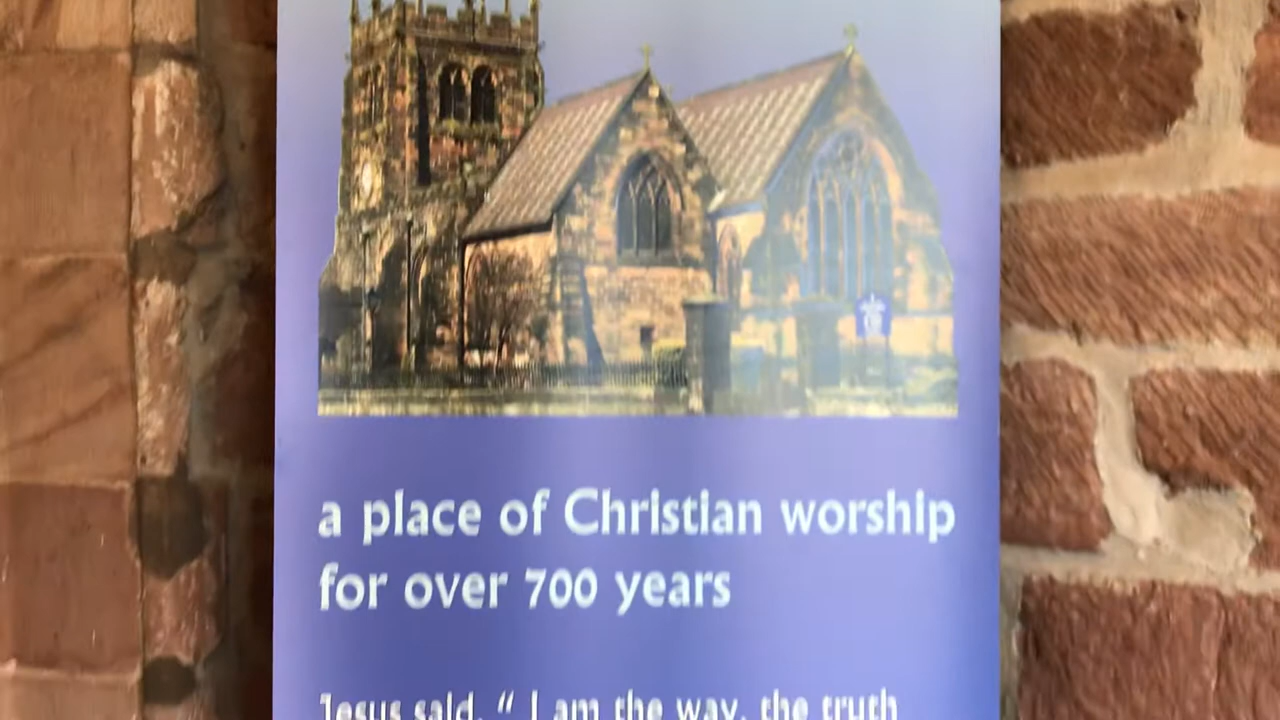 a place of Christian worship
for over 700 years
Jesus said, “ I am the way, the truth